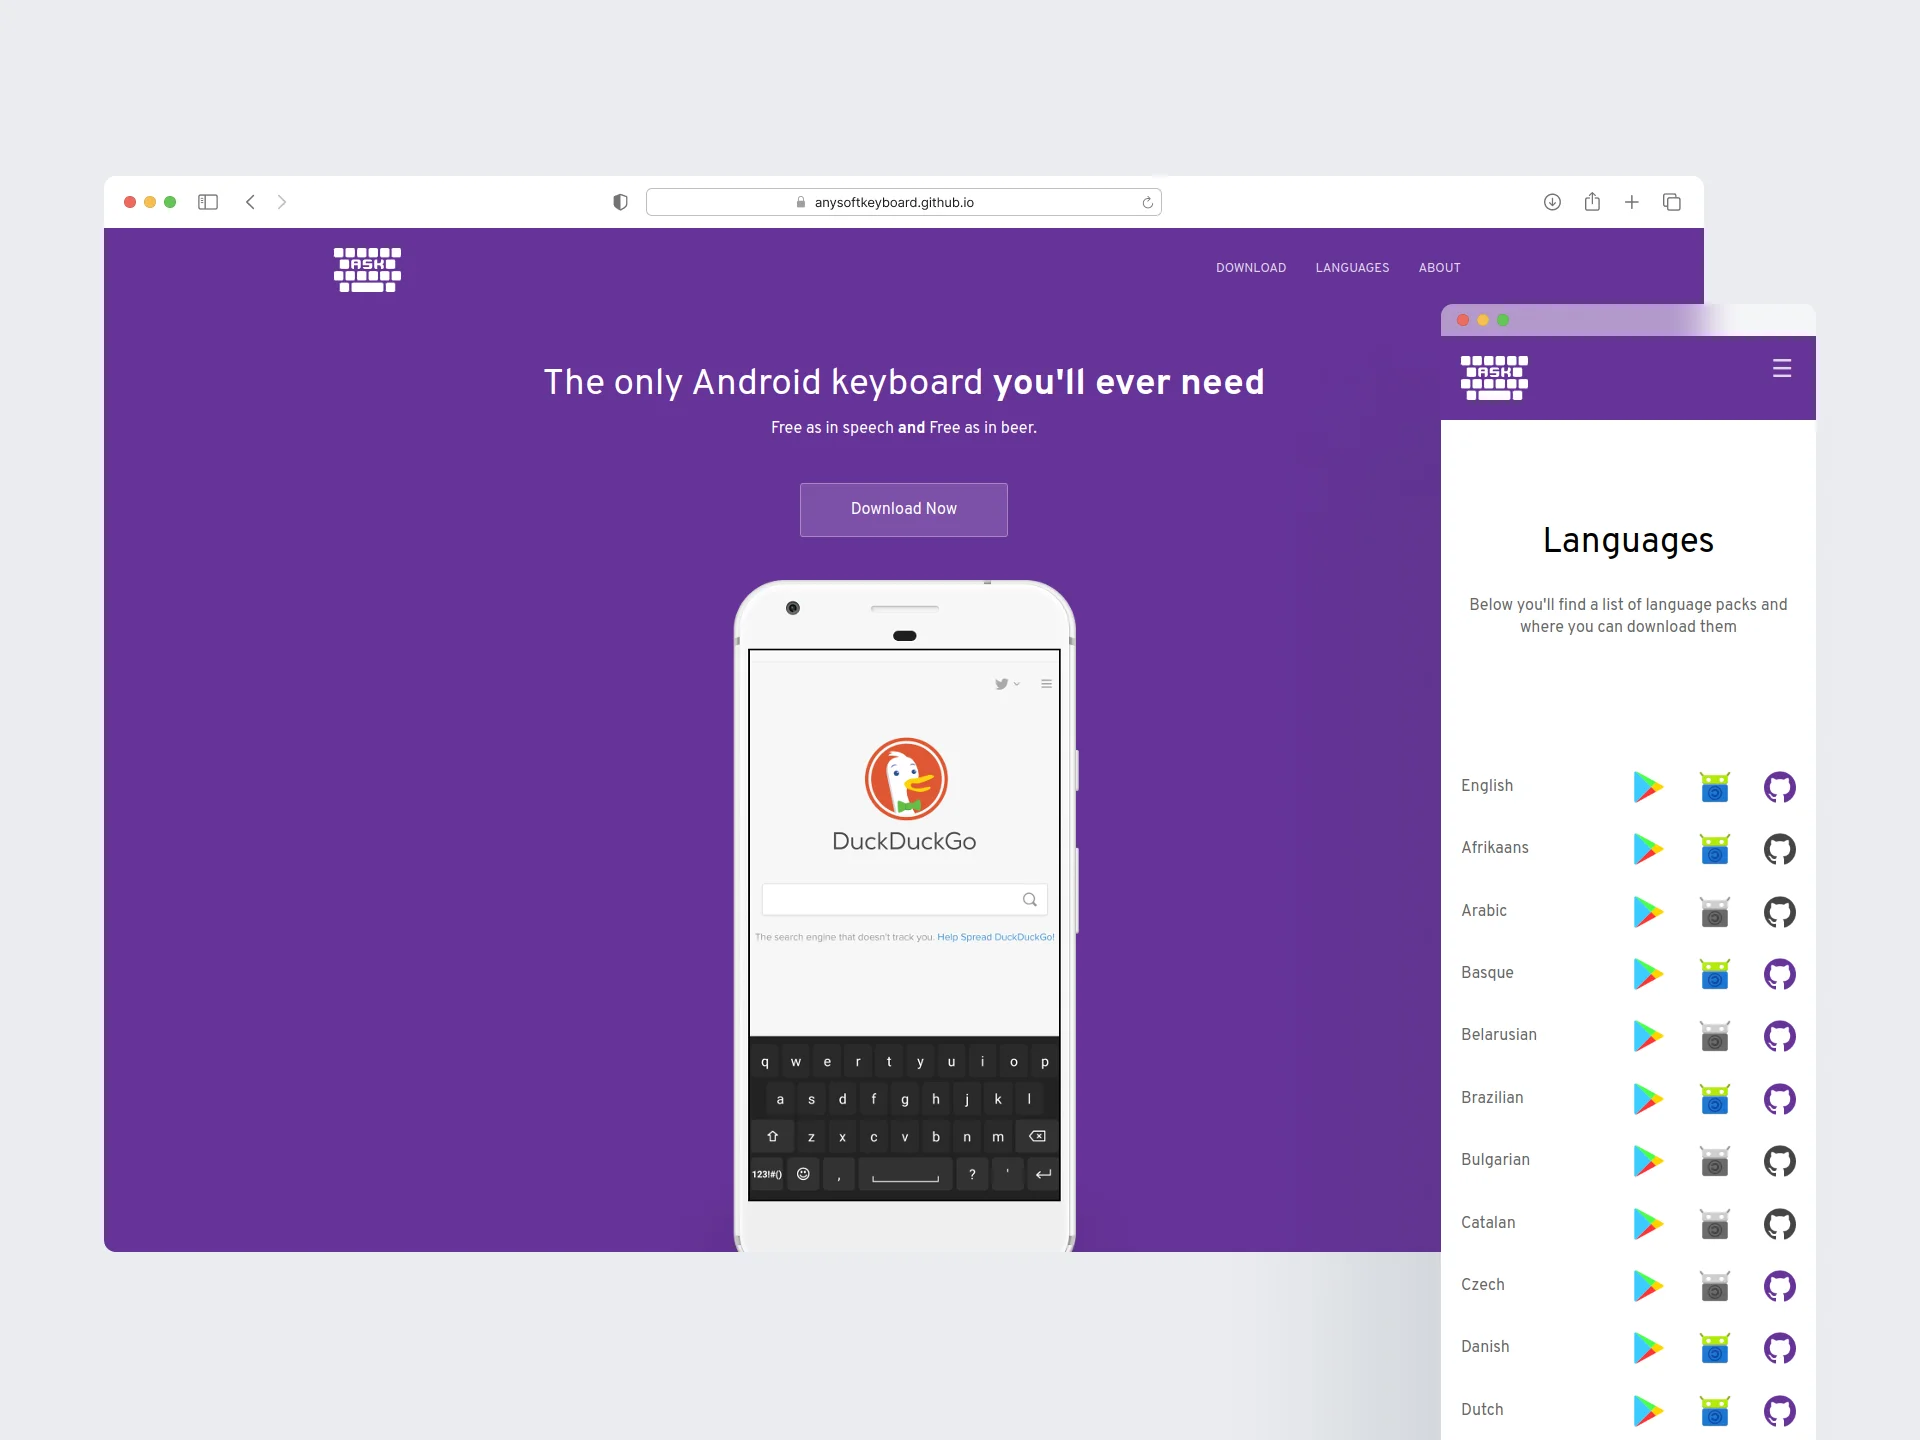 anysoftkeyboard.github.io
ASK
DOWNLOAD
LANGUAGES
ABOUT
The only Android keyboard you'll ever need
Free as in speech and Free as in beer.
Download Now
DuckDuckGo
The search engine that doesn't track you. Help Spread DuckDuckGo!
q w e r t y u i o p
a s d f g h j k l
z x c v b n m
123!#() , ? '
ASK
Languages
Below you'll find a list of language packs and
where you can download them
English
Afrikaans
Arabic
Basque
Belarusian
Brazilian
Bulgarian
Catalan
Czech
Danish
Dutch